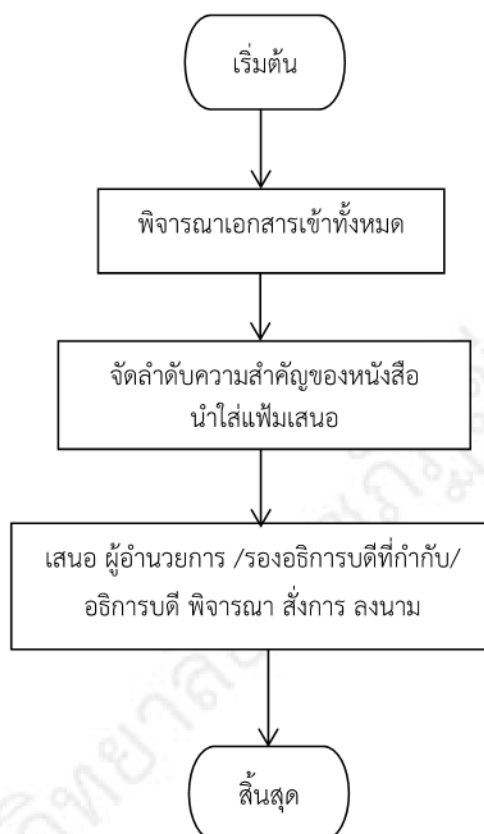 เริ่มต้น
พิจารณาเอกสารเข้าทั้งหมด
จัดลำดับความสำคัญของหนังสือ
นำใส่แฟ้มเสนอ
เสนอ ผู้อำนวยการ /รองอธิการบดีที่กำกับ/
อธิการบดี พิจารณา สั่งการ ลงนาม
สิ้นสุด